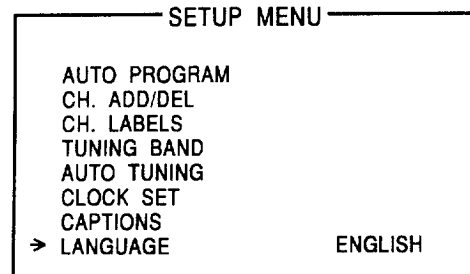 SETUP MENU
AUTO PROGRAM
CH. ADD/DEL
CH. LABELS
TUNING BAND
AUTO TUNING
CLOCK SET
CAPTIONS
→ LANGUAGE ENGLISH